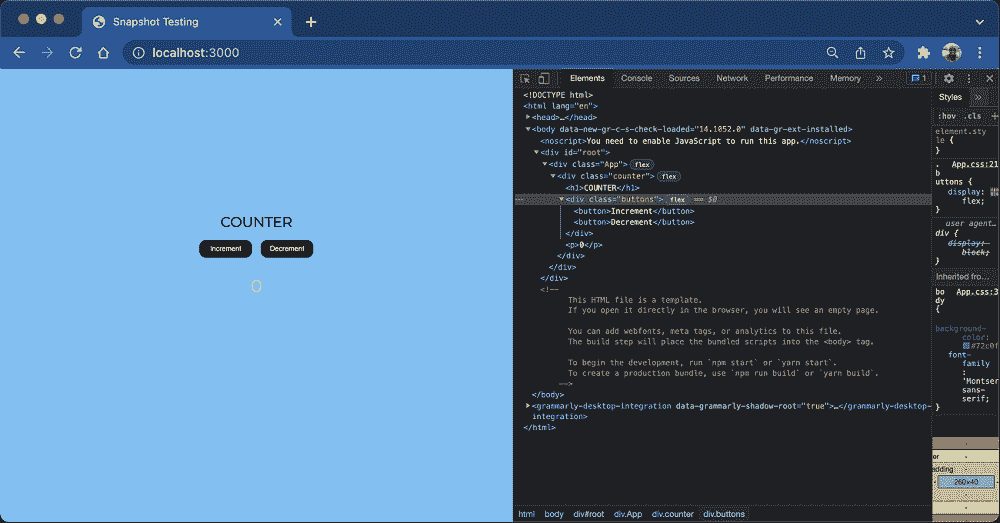 Snapshot Testing
localhost:3000
COUNTER
Increment Decrement
0
Elements Console Sources Network Performance Memory » 1
<!DOCTYPE html>
<html lang="en">
<head>…</head>
<body data-new-gr-c-s-check-loaded="14.1052.0" data-gr-ext-installed>
<noscript>You need to enable JavaScript to run this app.</noscript>
<div id="root">
<div class="App"> flex
<div class="counter"> flex
<h1>COUNTER</h1>
<div class="buttons"> flex == $0
<button>Increment</button>
<button>Decrement</button>
</div>
<p>0</p>
</div>
</div>
</div>
<!--
This HTML file is a template.
If you open it directly in the browser, you will see an empty page.
You can add webfonts, meta tags, or analytics to this file.
The build step will place the bundled scripts into the <body> tag.
To begin the development, run `npm start` or `yarn start`.
To create a production bundle, use `npm run build` or `yarn build`.
-->
</body>
<grammarly-desktop-integration data-grammarly-shadow-root="true">…</grammarly-desktop-
integration>
</html>
html body div#root div.App div.counter div.buttons
Styles »
:hov .cls +
element.sty
le {
}
. App.css:21
b
uttons {
display:
flex;
}
user agent…
div {
display:
block;
}
Inherited fro…
bo App.css:3
dy
{
background-
color:
#72c0f
font-
family
:
'Montser
sans-
serif;
}
adding
260×40